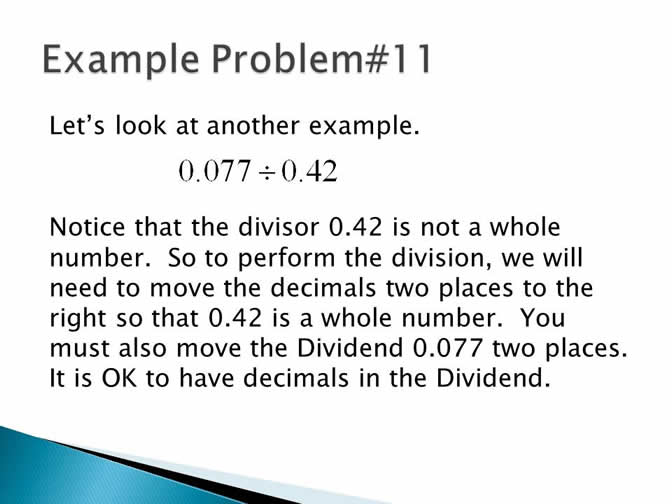 Example Problem#11
Let's look at another example.
0.077 ÷ 0.42
Notice that the divisor 0.42 is not a whole
number.  So to perform the division, we will
need to move the decimals two places to the
right so that 0.42 is a whole number.  You
must also move the Dividend 0.077 two places.
It is OK to have decimals in the Dividend.